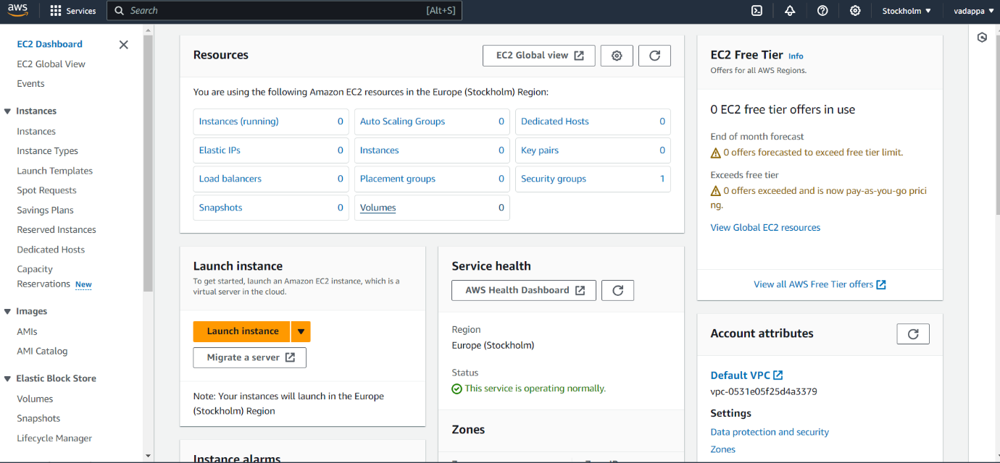 aws
Services
Search [Alt+S]
Stockholm
vadappa
EC2 Dashboard
EC2 Global View
Events
Instances
Instances
Instance Types
Launch Templates
Spot Requests
Savings Plans
Reserved Instances
Dedicated Hosts
Capacity
Reservations New
Images
AMIs
AMI Catalog
Elastic Block Store
Volumes
Snapshots
Lifecycle Manager
Resources
EC2 Global view
You are using the following Amazon EC2 resources in the Europe (Stockholm) Region:
Instances (running) 0 Auto Scaling Groups 0 Dedicated Hosts 0
Elastic IPs 0 Instances 0 Key pairs 0
Load balancers 0 Placement groups 0 Security groups 1
Snapshots 0 Volumes 0
Launch instance
To get started, launch an Amazon EC2 instance, which is a
virtual server in the cloud.
Launch instance
Migrate a server
Note: Your instances will launch in the Europe
(Stockholm) Region
Instance alarms
Service health
AWS Health Dashboard
Region
Europe (Stockholm)
Status
This service is operating normally.
Zones
EC2 Free Tier Info
Offers for all AWS Regions.
0 EC2 free tier offers in use
End of month forecast
0 offers forecasted to exceed free tier limit.
Exceeds free tier
0 offers exceeded and is now pay-as-you-go prici
ng.
View Global EC2 resources
View all AWS Free Tier offers
Account attributes
Default VPC
vpc-0531e05f25d4a3379
Settings
Data protection and security
Zones